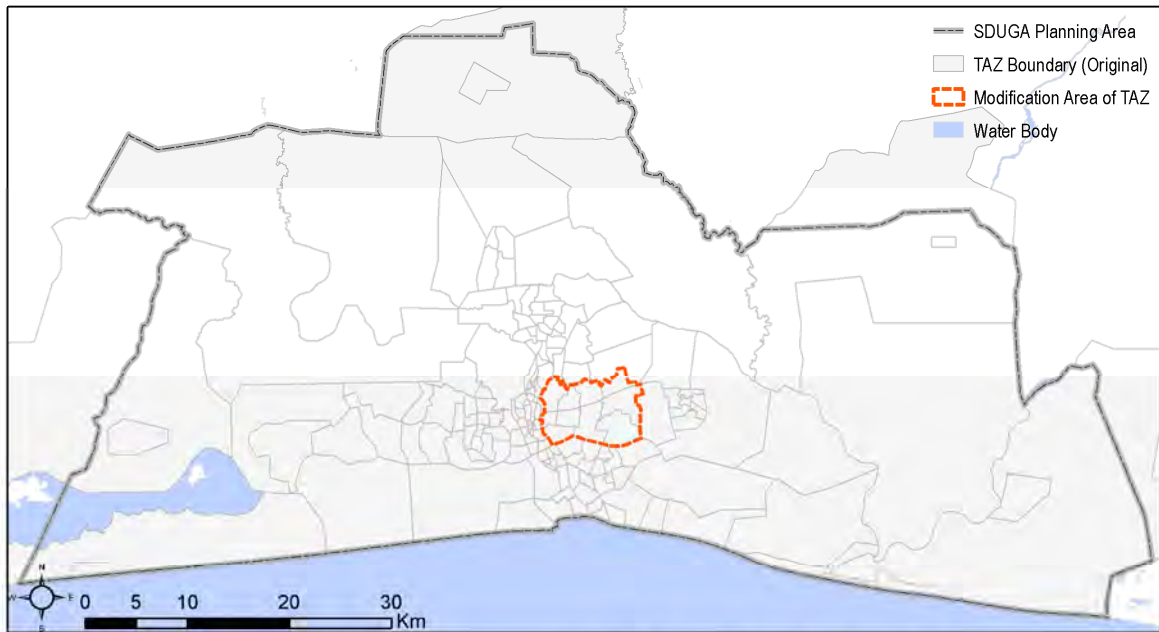 SDUGA Planning Area
TAZ Boundary (Original)
Modification Area of TAZ
Water Body
N
W E
S
0 5 10 20 30
Km